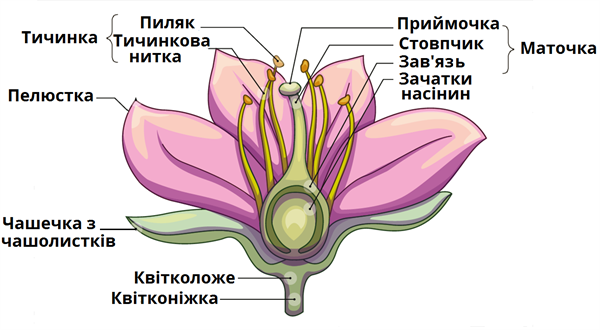 Тичинка
Пиляк
Тичинкова
нитка
Пелюстка
Чашечка з
чашолистків
Квітколоже
Квітконіжка
Приймочка
Стовпчик
Зав'язь
Зачатки
насінин
Маточка